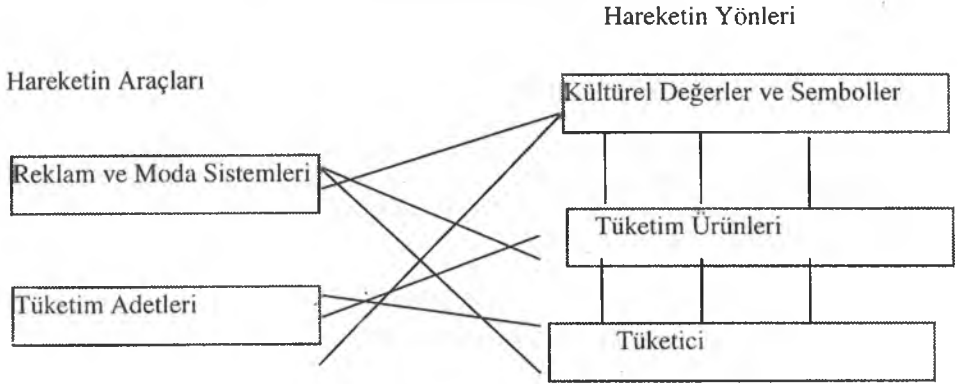 Hareketin Yönleri
Hareketin Araçları
Kültürel Değerler ve Semboller
Reklam ve Moda Sistemleri
Tüketim Ürünleri
Tüketim Adetleri
Tüketici